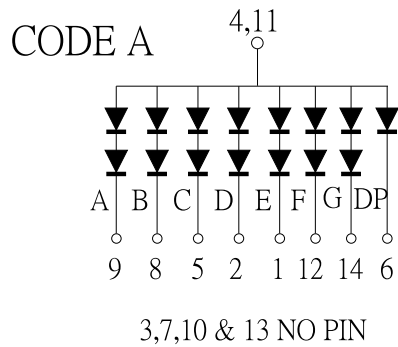 CODE A
4,11
A B C D E F G DP
9 8 5 2 1 12 14 6
3,7,10 & 13 NO PIN